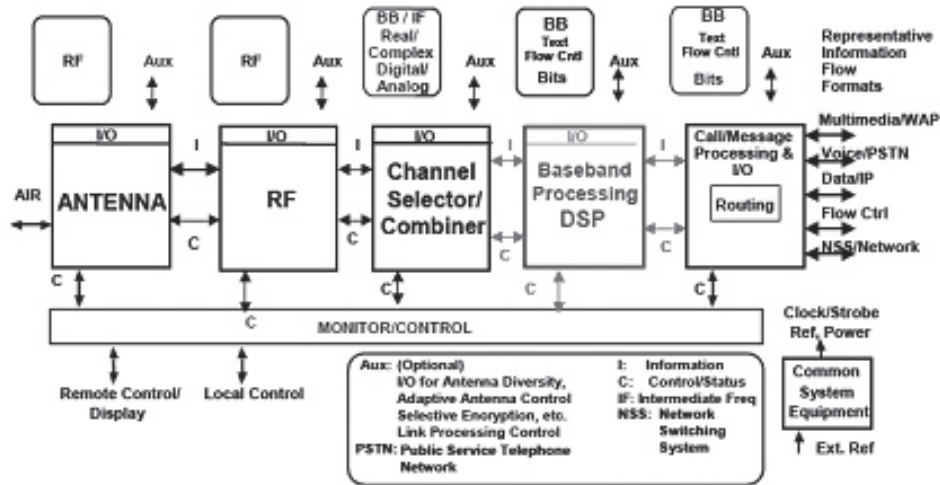 RF
Aux
RF
Aux
BB / IF
Real/
Complex
Digital/
Analog
Aux
BB
Text
Flow Cntl
Bits
Aux
BB
Text
Flow Cntl
Bits
Aux
Representative
Information
Flow
Formats
AIR
I/O
ANTENNA
I
C
I/O
RF
I
C
I/O
Channel
Selector/
Combiner
I
C
I/O
Baseband
Processing
DSP
I
C
Call/Message
Processing &
I/O
Routing
Multimedia/WAP
Voice/PSTN
Data/IP
Flow Ctrl
NSS/Network
C
C
C
C
C
MONITOR/CONTROL
Remote Control/
Display
Local Control
Aux: (Optional)
I/O for Antenna Diversity,
Adaptive Antenna Control
Selective Encryption, etc.
Link Processing Control
PSTN: Public Service Telephone
Network
I: Information
C: Control/Status
IF: Intermediate Freq
NSS: Network
Switching
System
Clock/Strobe
Ref, Power
Common
System
Equipment
Ext. Ref